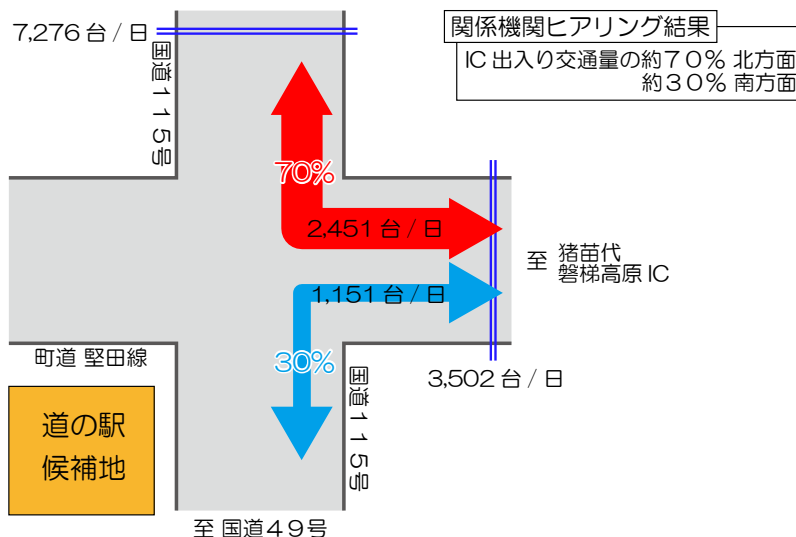 7,276 台 / 日
国道115号
関係機関ヒアリング結果
IC 出入り交通量の約70% 北方面
約30% 南方面
70%
2,451 台 / 日
至 猪苗代
磐梯高原 IC
1,151 台 / 日
町道 堅田線
30%
国道115号
3,502 台 / 日
道の駅
候補地
至 国道49号